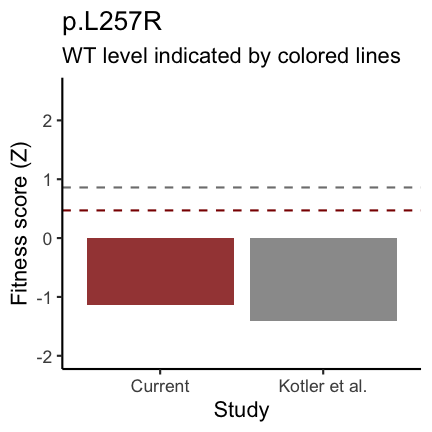 p.L257R
WT level indicated by colored lines
Fitness score (Z)
2
1
0
-1
-2
Current
Kotler et al.
Study